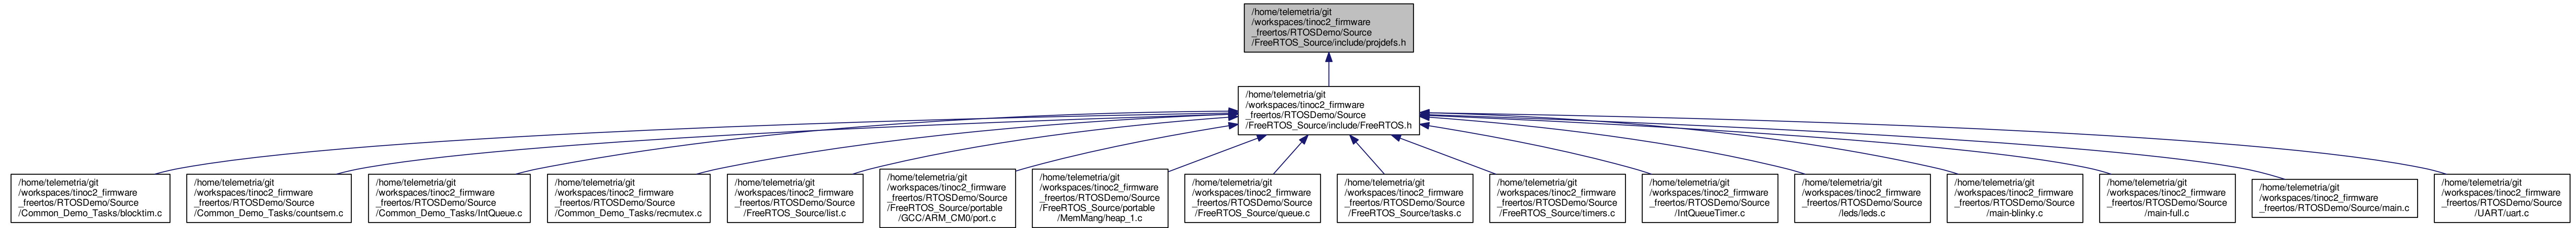 /home/telemetria/git
/workspaces/tinoc2_firmware
_freertos/RTOSDemo/Source
/FreeRTOS_Source/include/projdefs.h
/home/telemetria/git
/workspaces/tinoc2_firmware
_freertos/RTOSDemo/Source
/FreeRTOS_Source/include/FreeRTOS.h
/home/telemetria/git
/workspaces/tinoc2_firmware
_freertos/RTOSDemo/Source
/Common_Demo_Tasks/blocktim.c
/home/telemetria/git
/workspaces/tinoc2_firmware
_freertos/RTOSDemo/Source
/Common_Demo_Tasks/countsem.c
/home/telemetria/git
/workspaces/tinoc2_firmware
_freertos/RTOSDemo/Source
/Common_Demo_Tasks/IntQueue.c
/home/telemetria/git
/workspaces/tinoc2_firmware
_freertos/RTOSDemo/Source
/Common_Demo_Tasks/recmutex.c
/home/telemetria/git
/workspaces/tinoc2_firmware
_freertos/RTOSDemo/Source
/FreeRTOS_Source/list.c
/home/telemetria/git
/workspaces/tinoc2_firmware
_freertos/RTOSDemo/Source
/FreeRTOS_Source/portable
/GCC/ARM_CM0/port.c
/home/telemetria/git
/workspaces/tinoc2_firmware
_freertos/RTOSDemo/Source
/FreeRTOS_Source/portable
/MemMang/heap_1.c
/home/telemetria/git
/workspaces/tinoc2_firmware
_freertos/RTOSDemo/Source
/FreeRTOS_Source/queue.c
/home/telemetria/git
/workspaces/tinoc2_firmware
_freertos/RTOSDemo/Source
/FreeRTOS_Source/tasks.c
/home/telemetria/git
/workspaces/tinoc2_firmware
_freertos/RTOSDemo/Source
/FreeRTOS_Source/timers.c
/home/telemetria/git
/workspaces/tinoc2_firmware
_freertos/RTOSDemo/Source
/IntQueueTimer.c
/home/telemetria/git
/workspaces/tinoc2_firmware
_freertos/RTOSDemo/Source
/leds/leds.c
/home/telemetria/git
/workspaces/tinoc2_firmware
_freertos/RTOSDemo/Source
/main-blinky.c
/home/telemetria/git
/workspaces/tinoc2_firmware
_freertos/RTOSDemo/Source
/main-full.c
/home/telemetria/git
/workspaces/tinoc2_firmware
_freertos/RTOSDemo/Source/main.c
/home/telemetria/git
/workspaces/tinoc2_firmware
_freertos/RTOSDemo/Source
/UART/uart.c